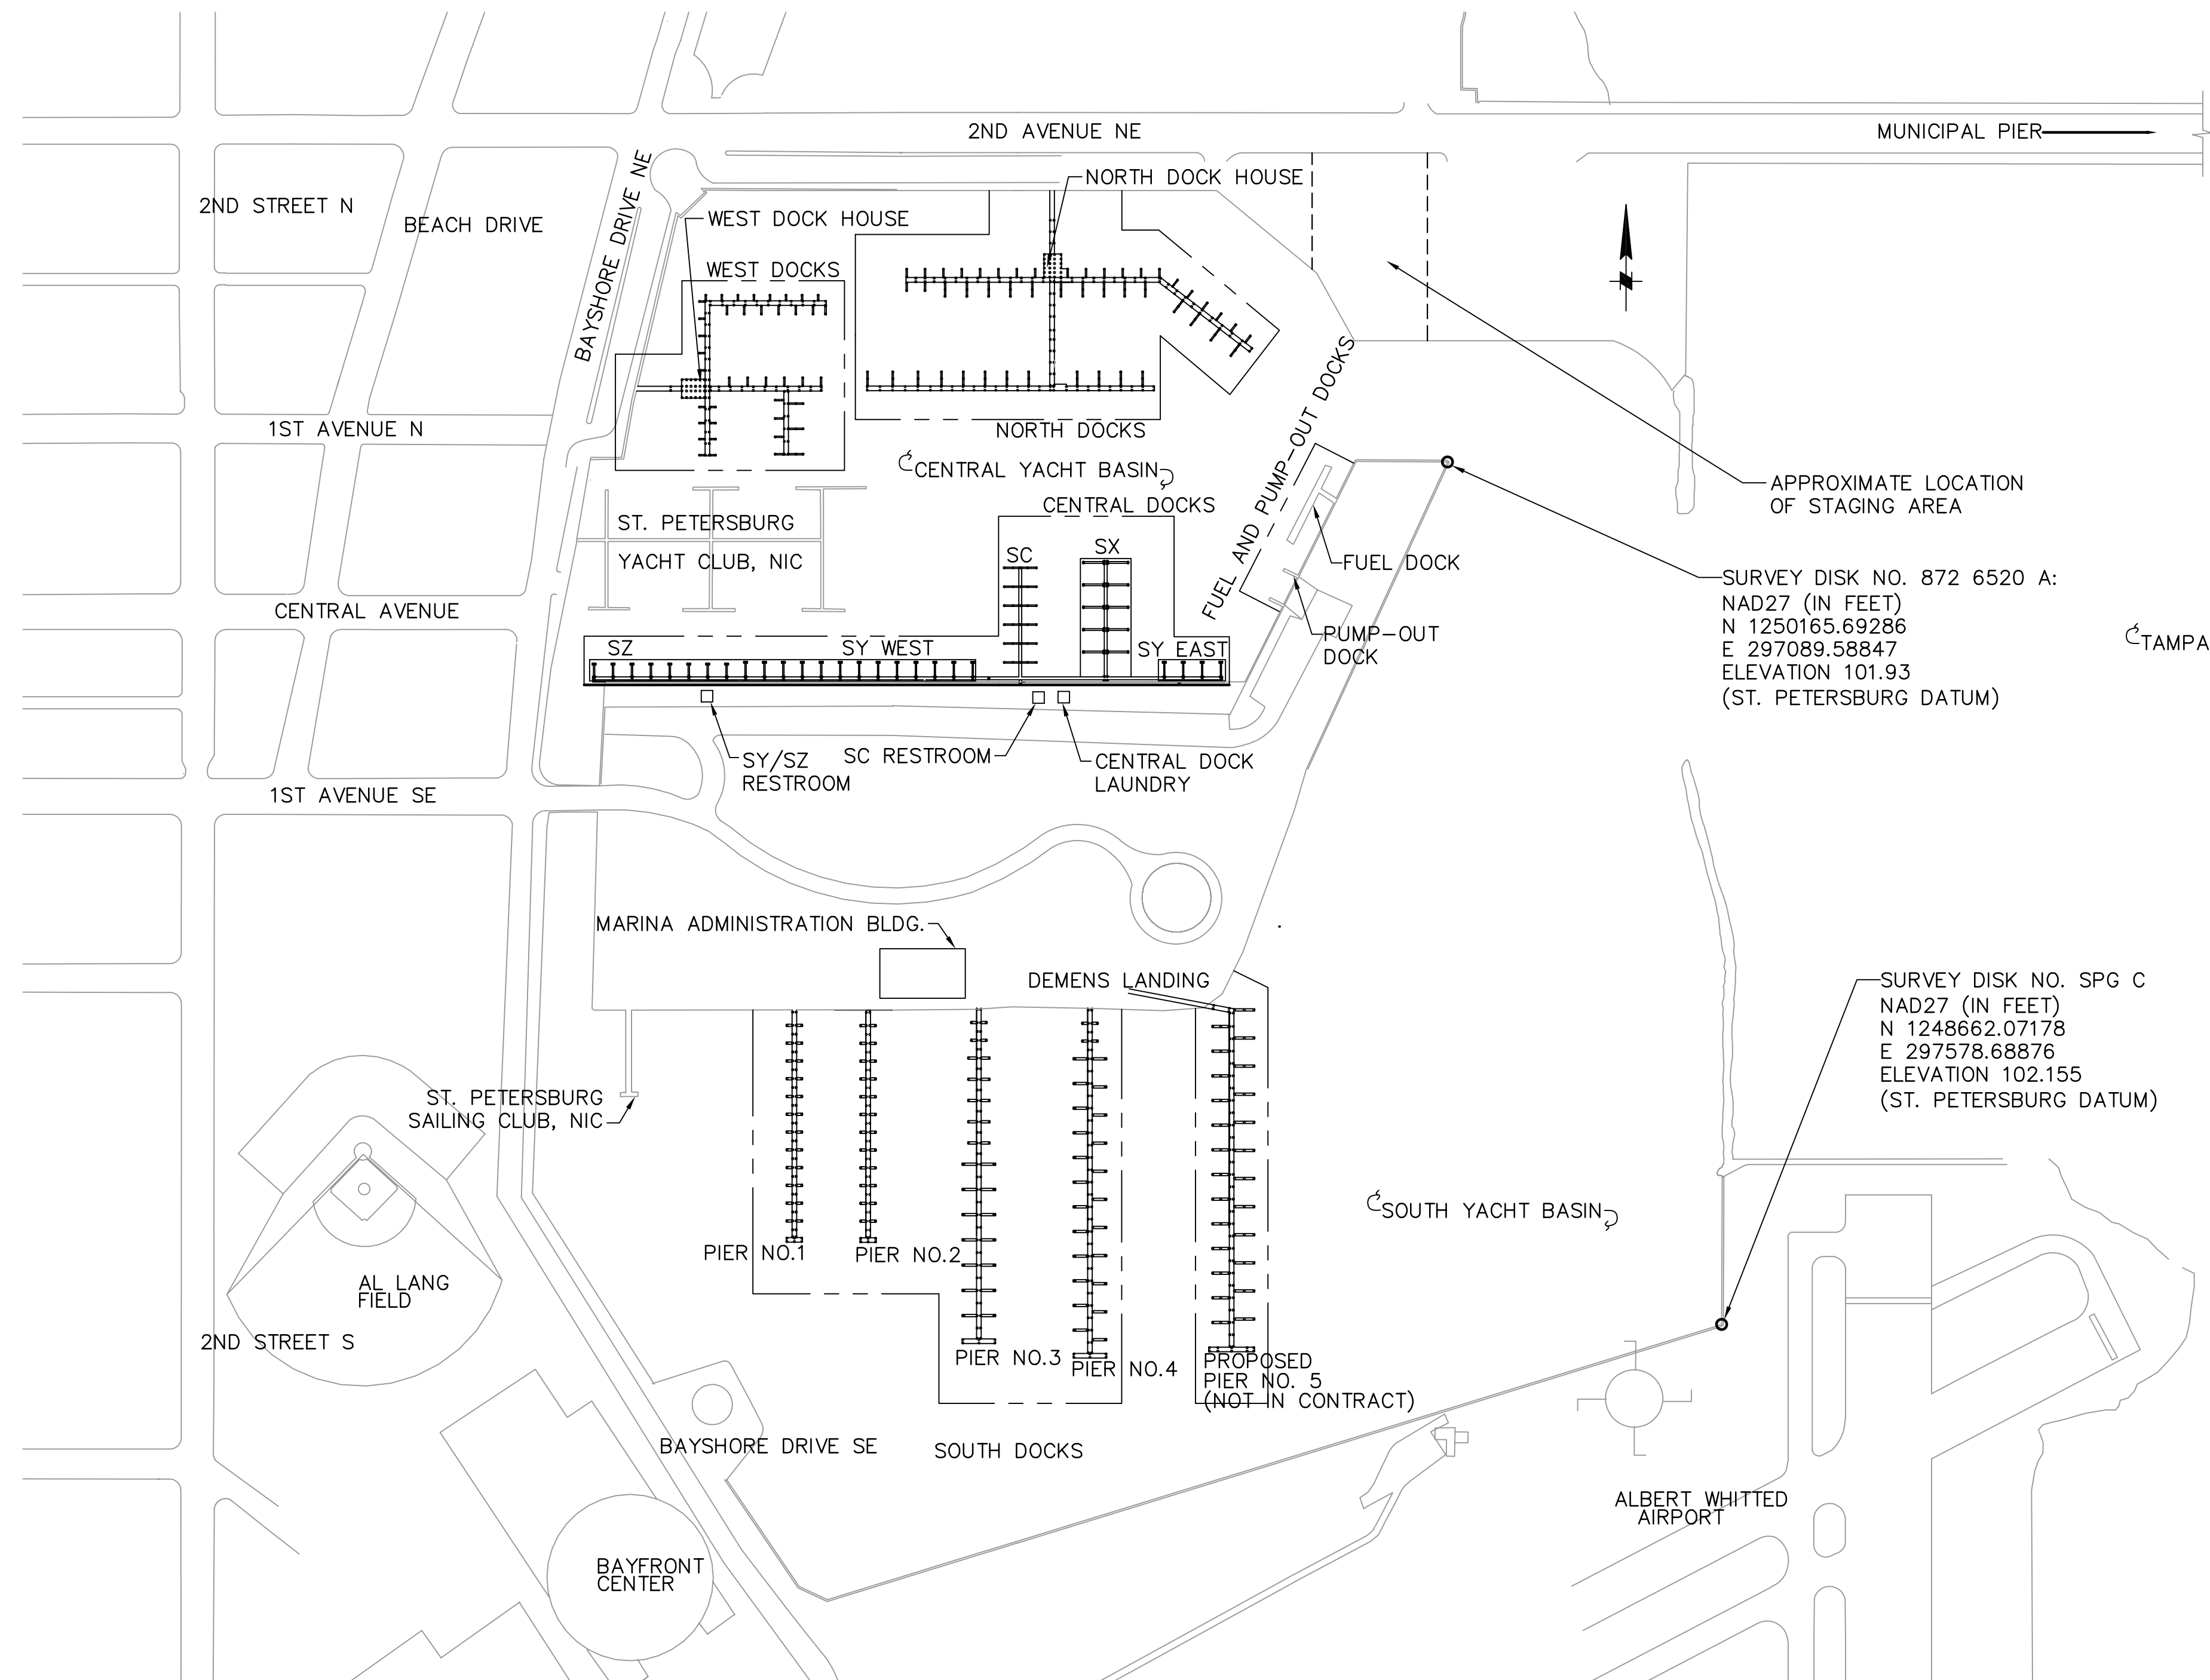 2ND AVENUE NE
MUNICIPAL PIER
NORTH DOCK HOUSE
2ND STREET N
BEACH DRIVE
BAYSHORE DRIVE NE
WEST DOCK HOUSE
WEST DOCKS
1ST AVENUE N
NORTH DOCKS
CENTRAL YACHT BASIN
FUEL AND PUMP-OUT DOCKS
APPROXIMATE LOCATION
OF STAGING AREA
CENTRAL DOCKS
ST. PETERSBURG
YACHT CLUB, NIC
SC
SX
FUEL DOCK
SURVEY DISK NO. 872 6520 A:
NAD27 (IN FEET)
N 1250165.69286
E 297089.58847
ELEVATION 101.93
(ST. PETERSBURG DATUM)
CENTRAL AVENUE
PUMP-OUT
DOCK
TAMPA
SZ
SY WEST
SY EAST
SY/SZ
RESTROOM
SC RESTROOM
CENTRAL DOCK
LAUNDRY
1ST AVENUE SE
MARINA ADMINISTRATION BLDG.
DEMENS LANDING
SURVEY DISK NO. SPG C
NAD27 (IN FEET)
N 1248662.07178
E 297578.68876
ELEVATION 102.155
(ST. PETERSBURG DATUM)
ST. PETERSBURG
SAILING CLUB, NIC
SOUTH YACHT BASIN
PIER NO.1
PIER NO.2
AL LANG
FIELD
2ND STREET S
PIER NO.3
PIER NO.4
PROPOSED
PIER NO. 5
(NOT IN CONTRACT)
BAYSHORE DRIVE SE
SOUTH DOCKS
ALBERT WHITTED
AIRPORT
BAYFRONT
CENTER